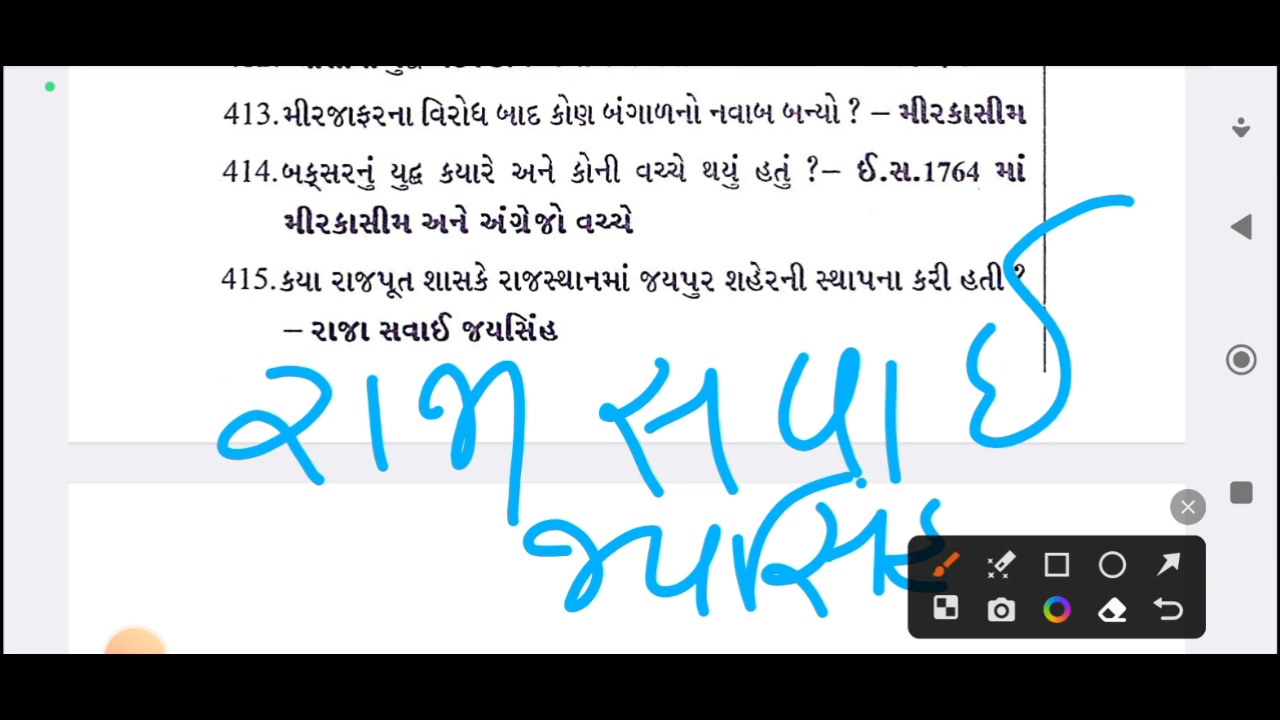 413. મીરજાફરના વિરોધ બાદ કોણ બંગાળનો નવાબ બન્યો ? – મીરકાસીમ
414. બક્સરનું યુદ્ધ કયારે અને કોની વચ્ચે થયું હતું ?– ઈ.સ.1764 માં
મીરકાસીમ અને અંગ્રેજો વચ્ચે
415. કયા રાજપૂત શાસકે રાજસ્થાનમાં જયપુર શહેરની સ્થાપના કરી હતી ?
– રાજા સવાઈ જયસિંહ
રાજા સવાઈ
જયસિંહ